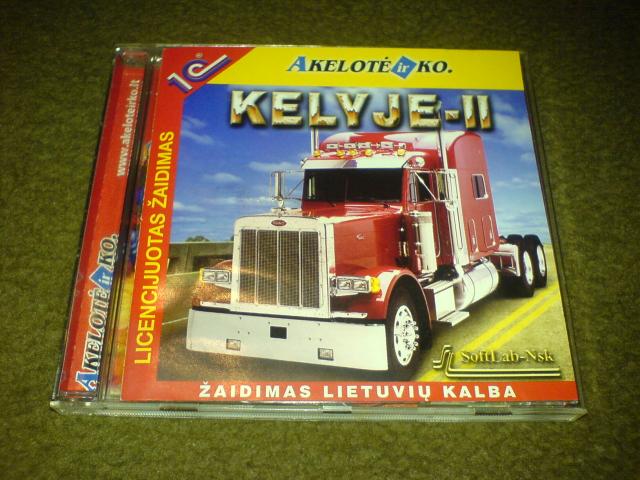 1C®
AKELOTĖ ir KO.
KELYJE-II
www.akeloteirko.lt
AKELOTĖ ir KO.
LICENCIJUOTAS ŽAIDIMAS
SoftLab-Nsk
ŽAIDIMAS LIETUVIŲ KALBA